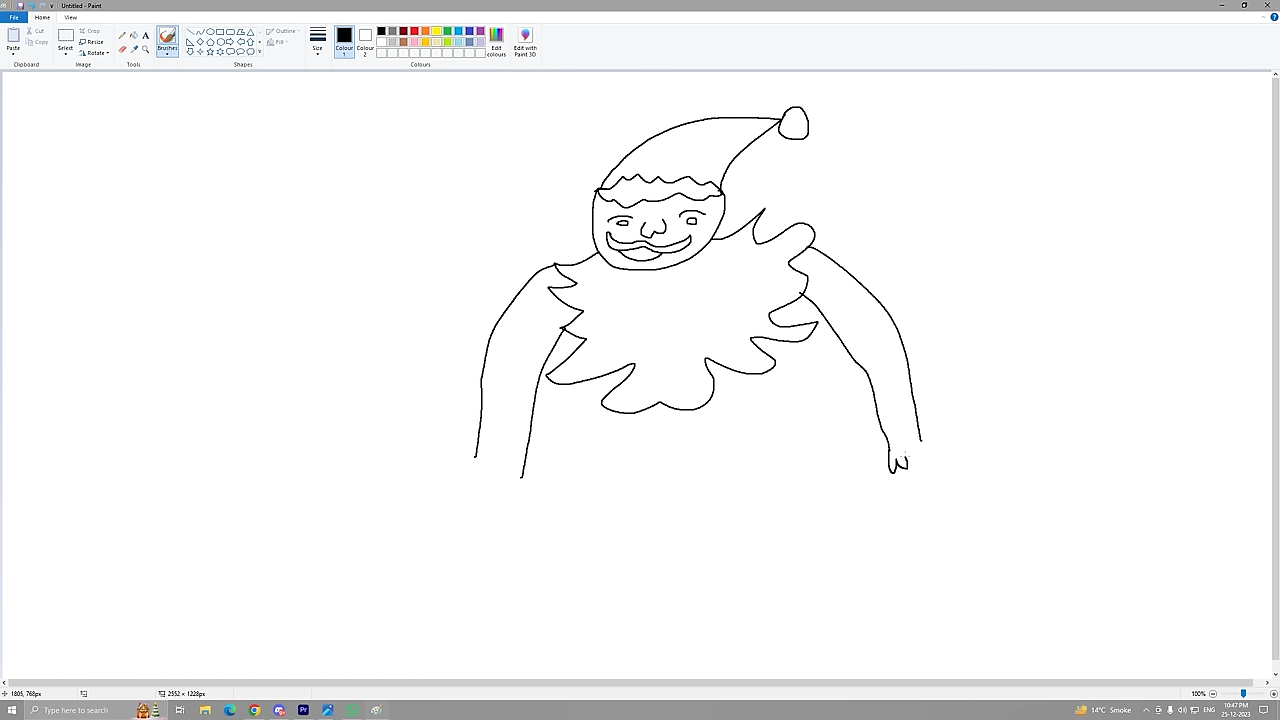 Untitled - Paint
File Home View
Paste Cut Copy Select Crop Resize Rotate Brushes Outline Fill Size Colour 1 Colour 2 Edit colours Edit with Paint 3D
Clipboard Image Tools Shapes Colours
1805, 768px 2552 × 1228px 100%
Type here to search 14°C Smoke ENG 10:47 PM
25-12-2023